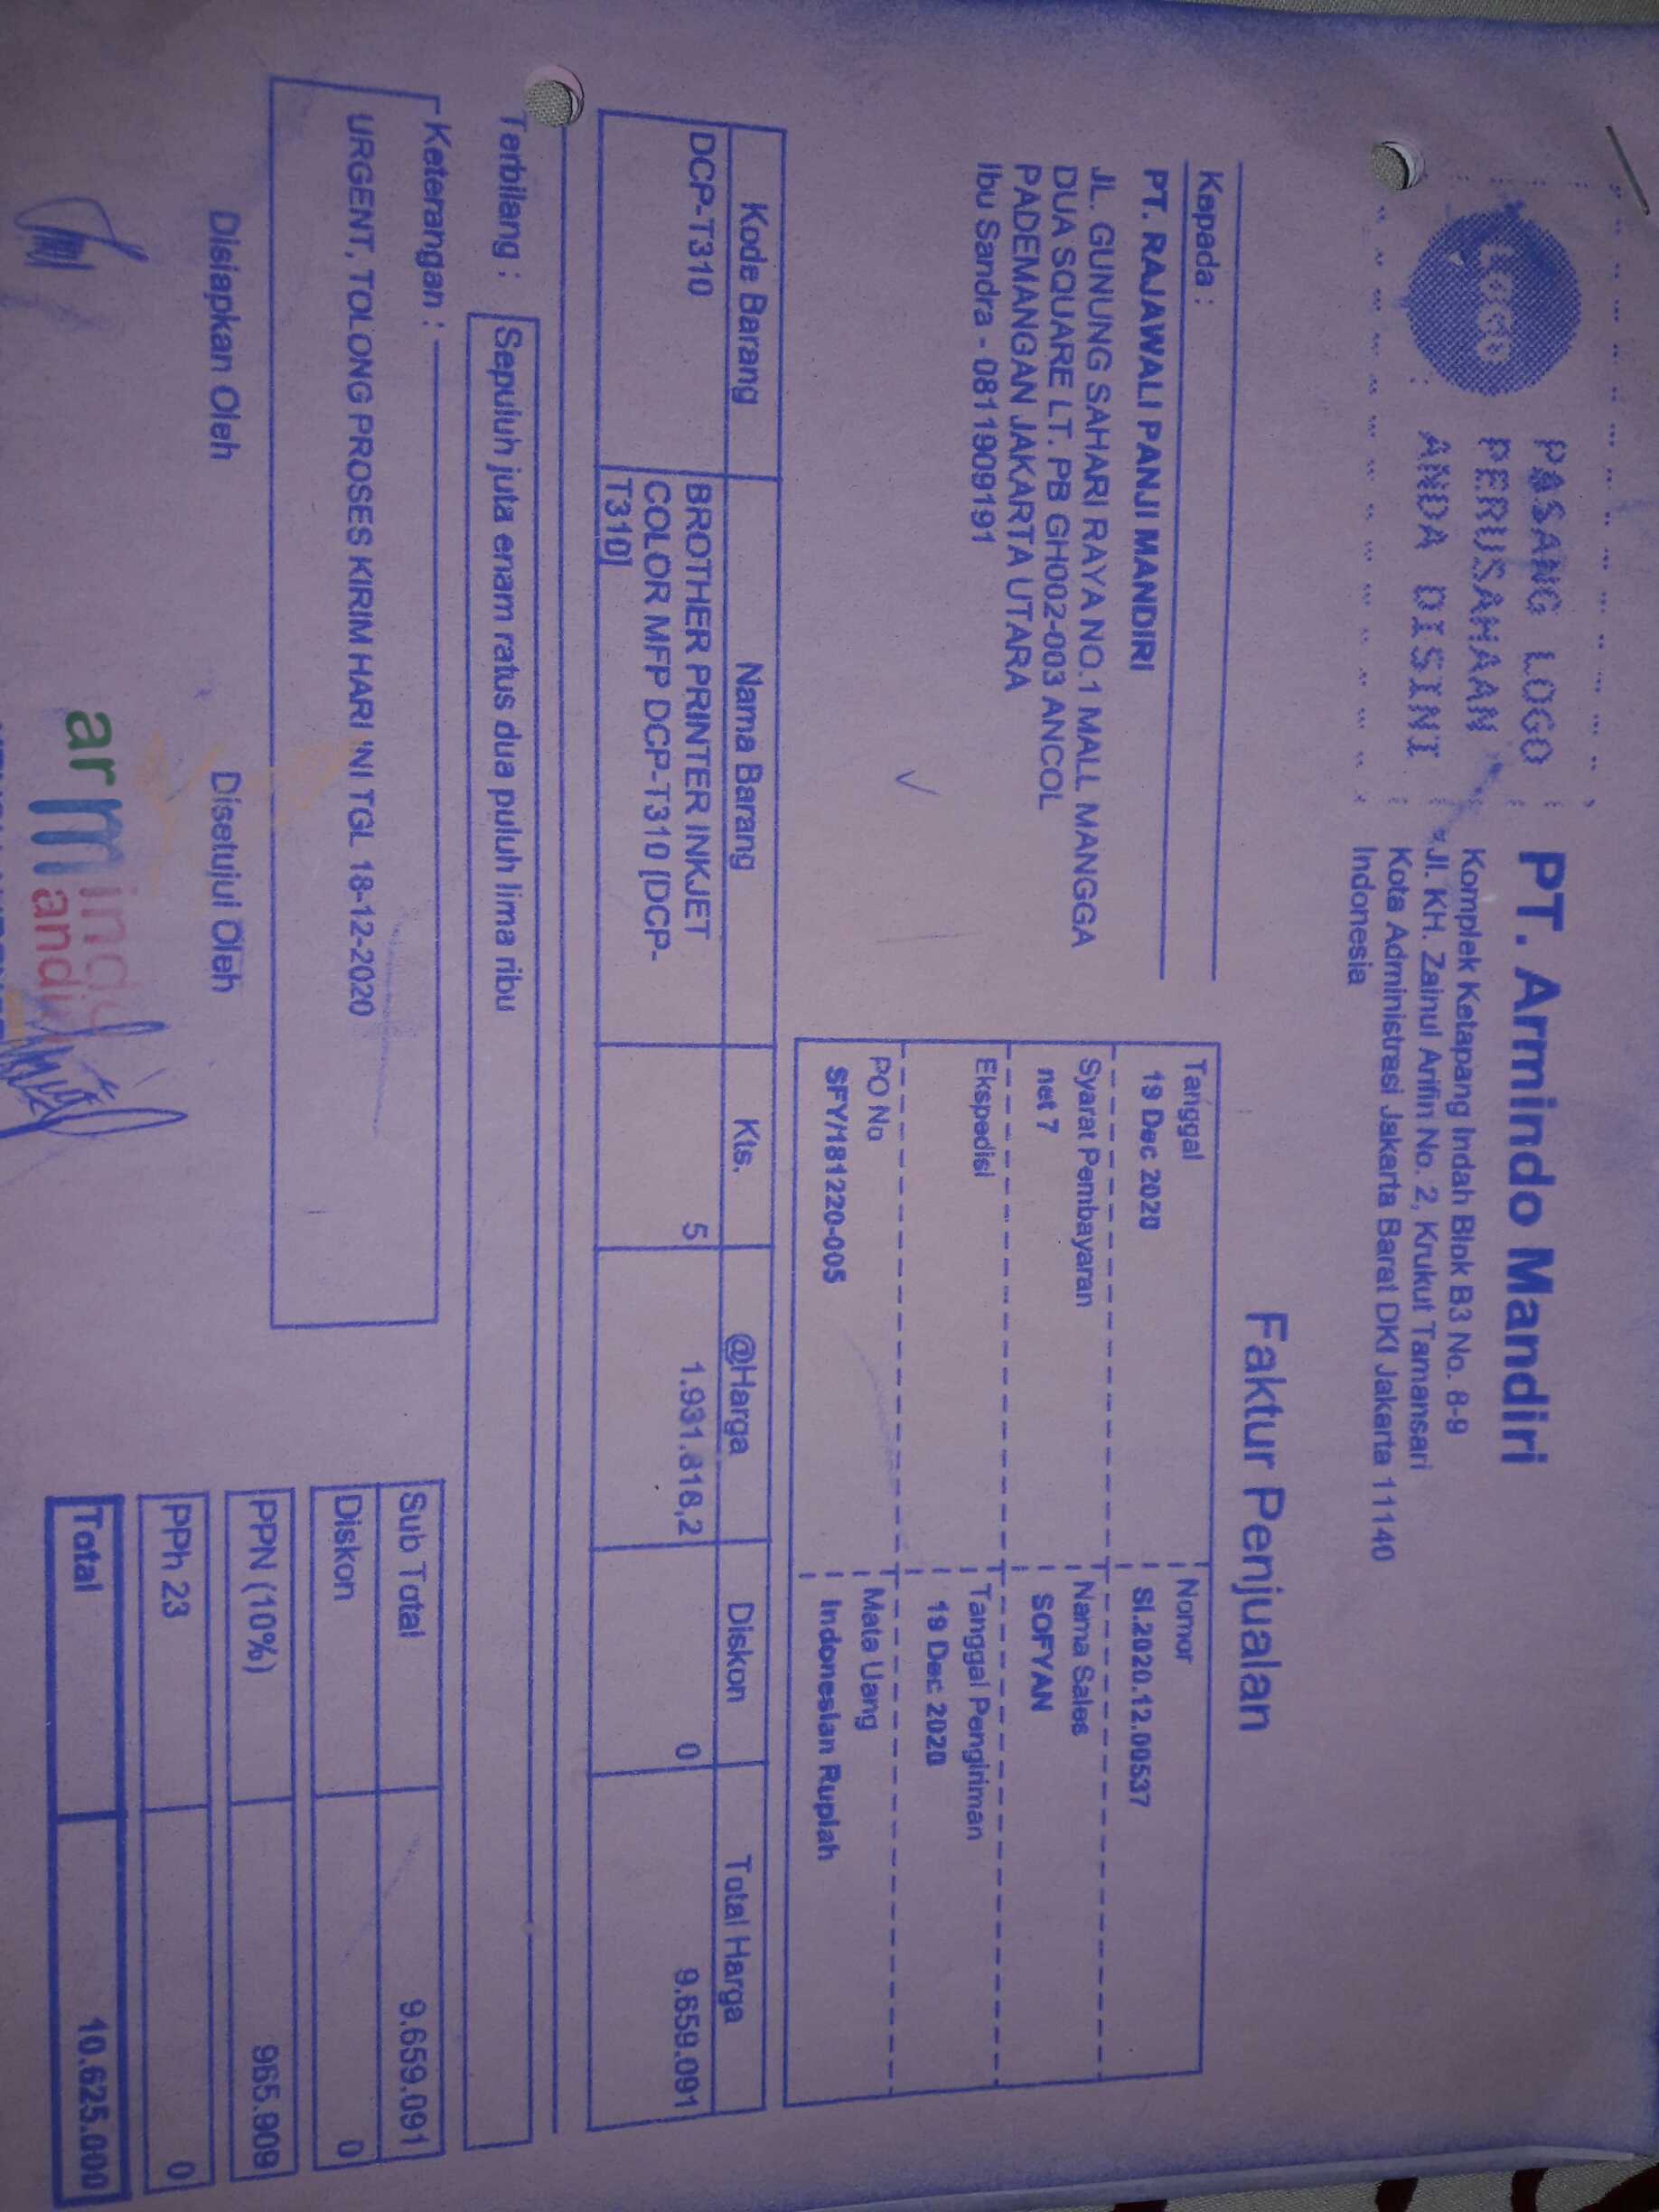 LOGO
PASANG LOGO
PERUSAHAAN
ANDA DISINI
PT. Armindo Mandiri
Komplek Ketapang Indah Blok B3 No. 8-9
Jl. KH. Zainul Arifin No. 2, Krukut Tamansari
Kota Administrasi Jakarta Barat DKI Jakarta 11140
Indonesia
Faktur Penjualan
Kepada :
PT. RAJAWALI PANJI MANDIRI
JL. GUNUNG SAHARI RAYA NO.1 MALL MANGGA
DUA SQUARE LT. PB GH002-003 ANCOL
PADEMANGAN JAKARTA UTARA
Ibu Sandra - 0811909191
Tanggal Nomor
19 Dec 2020 SI.2020.12.00537
Syarat Pembayaran Nama Sales
net 7 SOFYAN
Ekspedisi Tanggal Pengiriman
19 Dec 2020
PO No Mata Uang
SFY/181220-005 Indonesian Rupiah
Kode Barang Nama Barang Kts. @Harga Diskon Total Harga
DCP-T310 BROTHER PRINTER INKJET 5 1.931.818,2 0 9.659.091
COLOR MFP DCP-T310 [DCP-
T310]
Terbilang : Sepuluh juta enam ratus dua puluh lima ribu
Keterangan :
URGENT, TOLONG PROSES KIRIM HARI INI TGL 18-12-2020
Sub Total 9.659.091
Diskon 0
PPN (10%) 965.909
PPh 23 0
Total 10.625.000
Disiapkan Oleh Disetujui Oleh
armindo
mandi